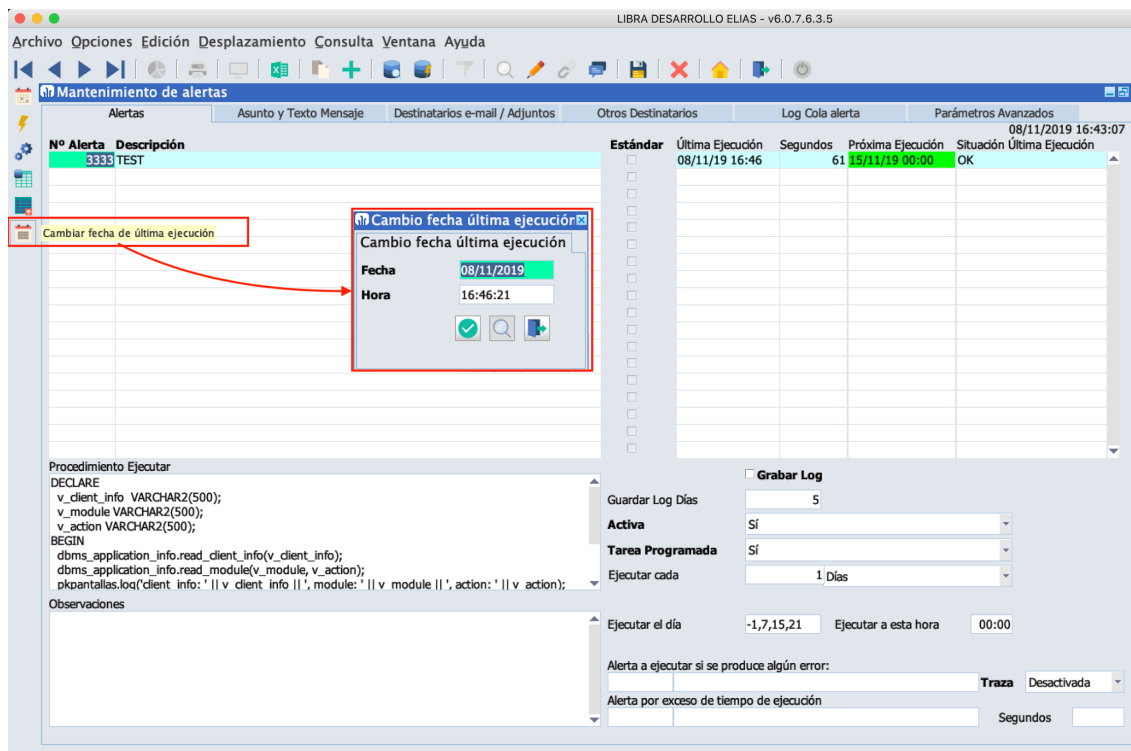 LIBRA DESARROLLO ELIAS - v6.0.7.6.3.5
Archivo Opciones Edición Desplazamiento Consulta Ventana Ayuda
Mantenimiento de alertas
Alertas Asunto y Texto Mensaje Destinatarios e-mail / Adjuntos Otros Destinatarios Log Cola alerta Parámetros Avanzados
08/11/2019 16:43:07
Nº Alerta Descripción Estándar Última Ejecución Segundos Próxima Ejecución Situación Última Ejecución
3333 TEST 08/11/19 16:46 61 15/11/19 00:00 OK
Cambiar fecha de última ejecución
Cambio fecha última ejecución
Cambio fecha última ejecución
Fecha 08/11/2019
Hora 16:46:21
Procedimiento Ejecutar
DECLARE
v_client_info VARCHAR2(500);
v_module VARCHAR2(500);
v_action VARCHAR2(500);
BEGIN
dbms_application_info.read_client_info(v_client_info);
dbms_application_info.read_module(v_module, v_action);
pkpantallas.log('client_info: ' || v_client_info || ', module: ' || v_module || ', action: ' || v_action);
Observaciones
Grabar Log
Guardar Log Días 5
Activa Sí
Tarea Programada Sí
Ejecutar cada 1 Días
Ejecutar el día -1,7,15,21 Ejecutar a esta hora 00:00
Alerta a ejecutar si se produce algún error:
Traza Desactivada
Alerta por exceso de tiempo de ejecución
Segundos